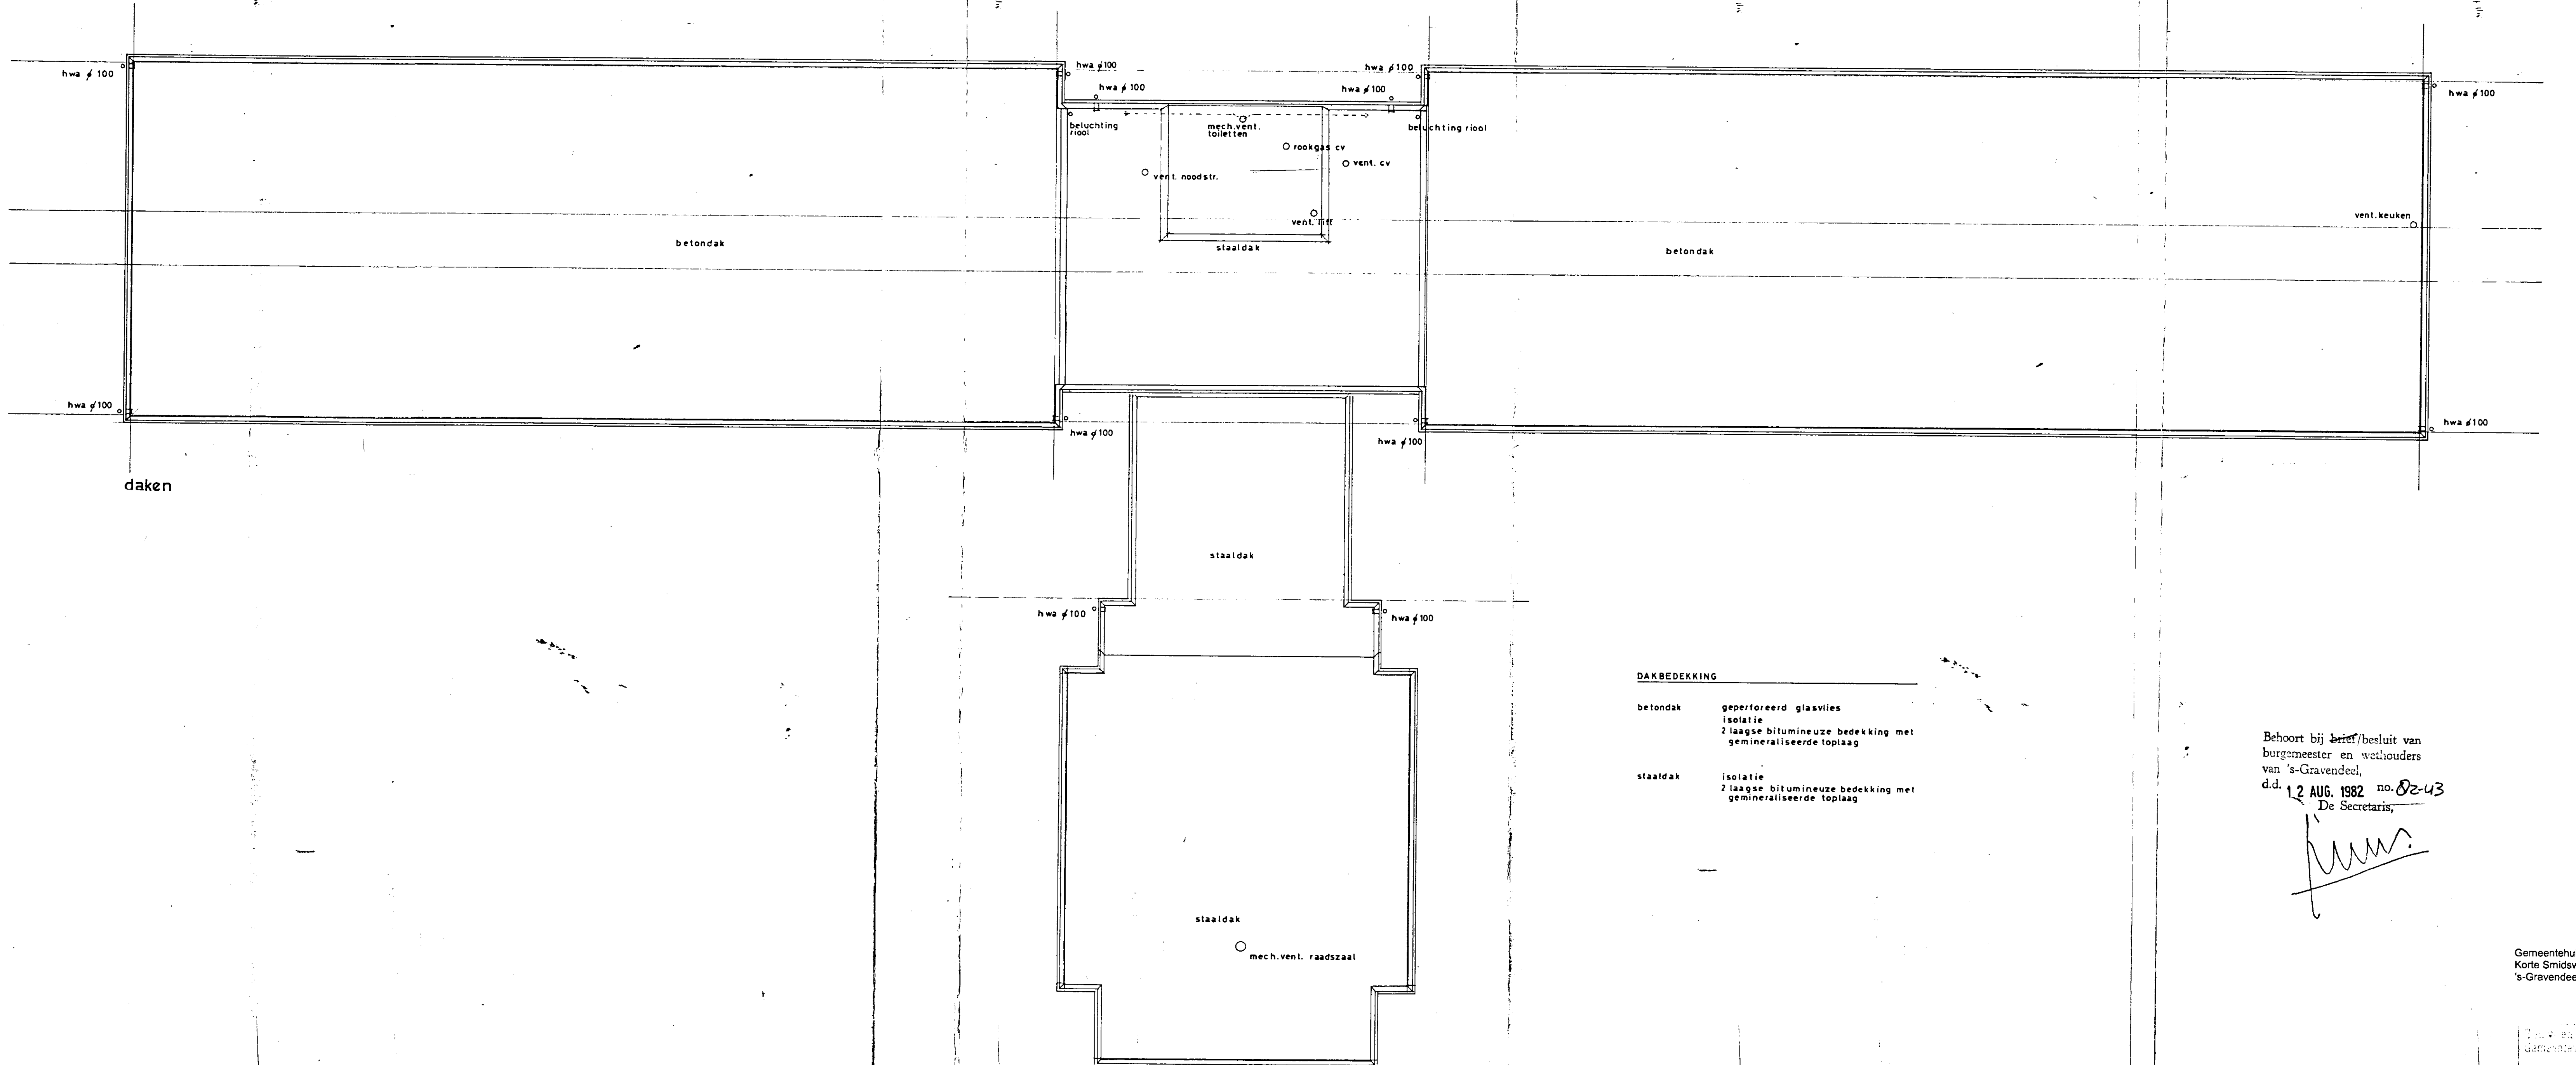 hwa ⌀ 100
hwa ⌀100
hwa ⌀ 100
hwa ⌀100
hwa ⌀100
hwa ⌀100
beluchting
riool
mech.vent.
toiletten
beluchting riool
rookgas cv
vent. cv
vent. noodstr.
vent. lift
vent.keuken
betondak
staaldak
betondak
hwa ⌀100
hwa ⌀100
hwa ⌀100
hwa ⌀100
daken
staaldak
hwa ⌀100
hwa ⌀100
DAKBEDEKKING
betondak geperforeerd glasvlies
isolatie
2 laagse bitumineuze bedekking met
gemineraliseerde toplaag
staaldak isolatie
2 laagse bitumineuze bedekking met
gemineraliseerde toplaag
staaldak
mech.vent. raadszaal
Behoort bij brief/besluit van
burgemeester en wethouders
van 's-Gravendeel,
d.d. 12 AUG. 1982 no. 82-43
De Secretaris,
Gemeentehu
Korte Smidsw
's-Gravendee